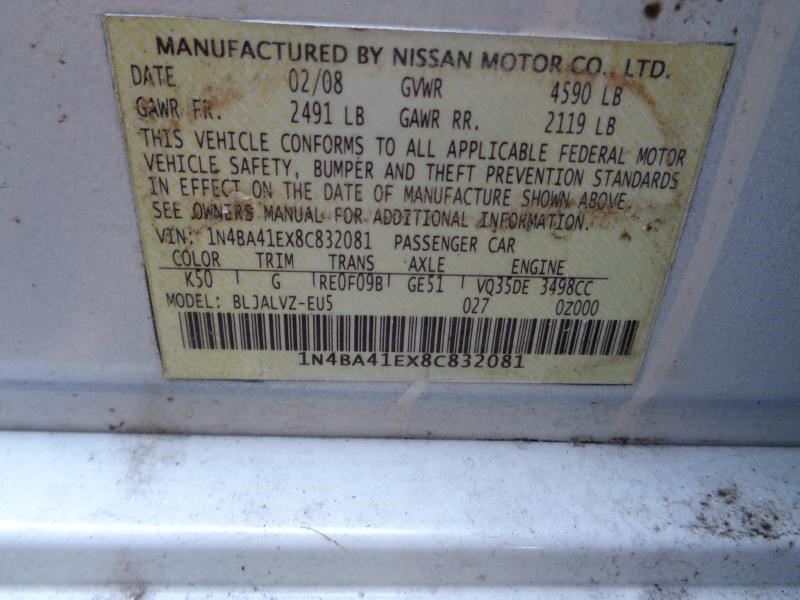 MANUFACTURED BY NISSAN MOTOR CO., LTD.
DATE 02/08 GVWR 4590 LB
GAWR FR. 2491 LB GAWR RR. 2119 LB
THIS VEHICLE CONFORMS TO ALL APPLICABLE FEDERAL MOTOR
VEHICLE SAFETY, BUMPER AND THEFT PREVENTION STANDARDS
IN EFFECT ON THE DATE OF MANUFACTURE SHOWN ABOVE.
SEE OWNERS MANUAL FOR ADDITIONAL INFORMATION.
VIN: 1N4BA41EX8C832081 PASSENGER CAR
COLOR TRIM TRANS AXLE ENGINE
K50 G RE0F09B GE51 VQ35DE 3498CC
MODEL: BLJALVZ-EU5 027 0Z000
1N4BA41EX8C832081